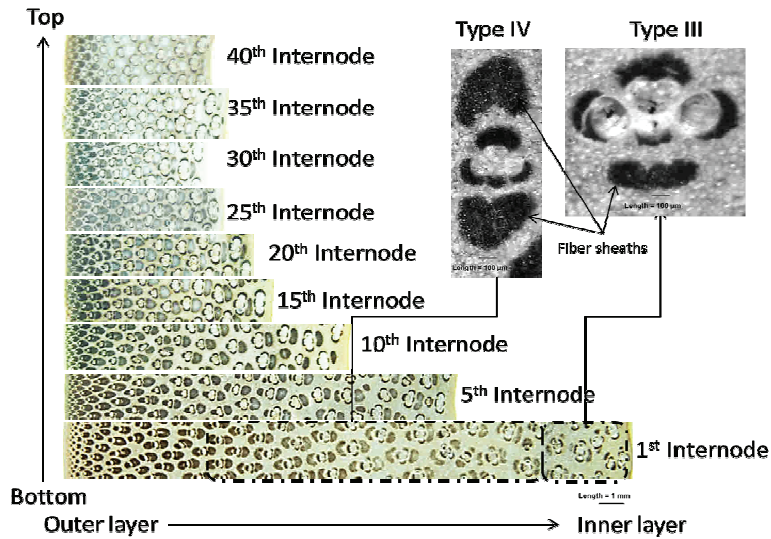 Top
Type IV
Type III
40th Internode
35th Internode
30th Internode
25th Internode
20th Internode
15th Internode
10th Internode
5th Internode
1st Internode
Length = 100 µm
Length = 100 µm
Fiber sheaths
Bottom
Length = 1 mm
Outer layer
Inner layer